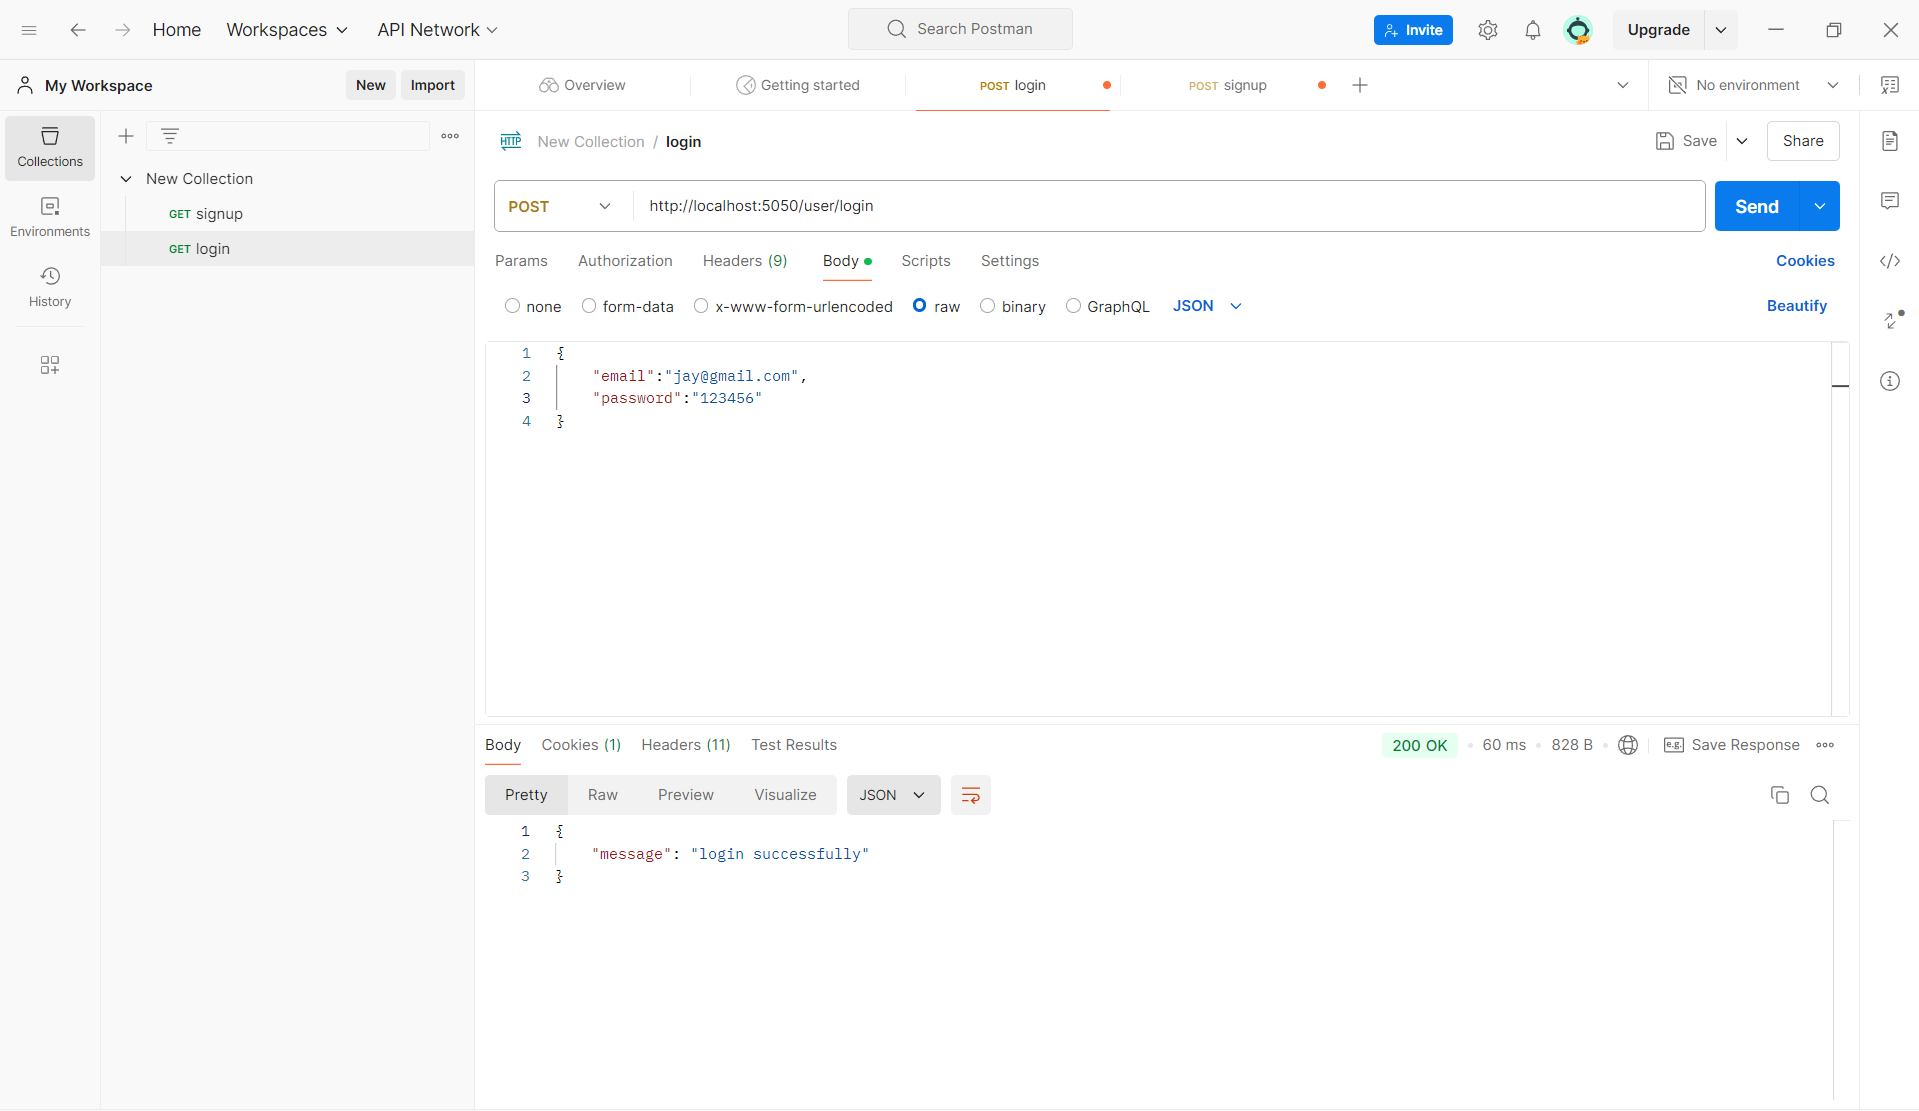 Home Workspaces API Network Search Postman Invite Upgrade
My Workspace New Import Overview Getting started POST login POST signup No environment
Collections
Environments
History
New Collection
GET signup
GET login
HTTP New Collection / login Save Share
POST http://localhost:5050/user/login Send
Params Authorization Headers (9) Body Scripts Settings Cookies
none form-data x-www-form-urlencoded raw binary GraphQL JSON Beautify
1 {
2 "email":"jay@gmail.com",
3 "password":"123456"
4 }
Body Cookies (1) Headers (11) Test Results 200 OK 60 ms 828 B e.g. Save Response
Pretty Raw Preview Visualize JSON
1 {
2 "message": "login successfully"
3 }